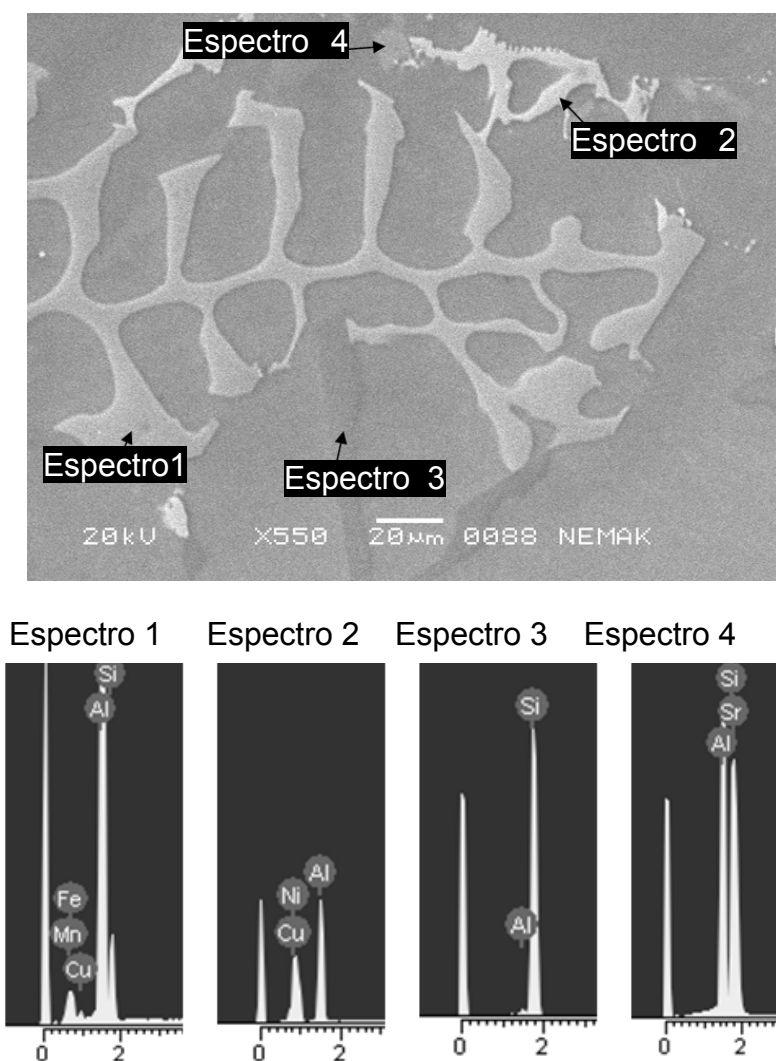 Espectro 4
Espectro 2
Espectro1
Espectro 3
20kV X550 20µm 0088 NEMAK
Espectro 1 Espectro 2 Espectro 3 Espectro 4
Si
Al
Fe
Mn
Cu
0 2
Al
Ni
Cu
0 2
Si
Al
0 2
Si
Sr
Al
0 2